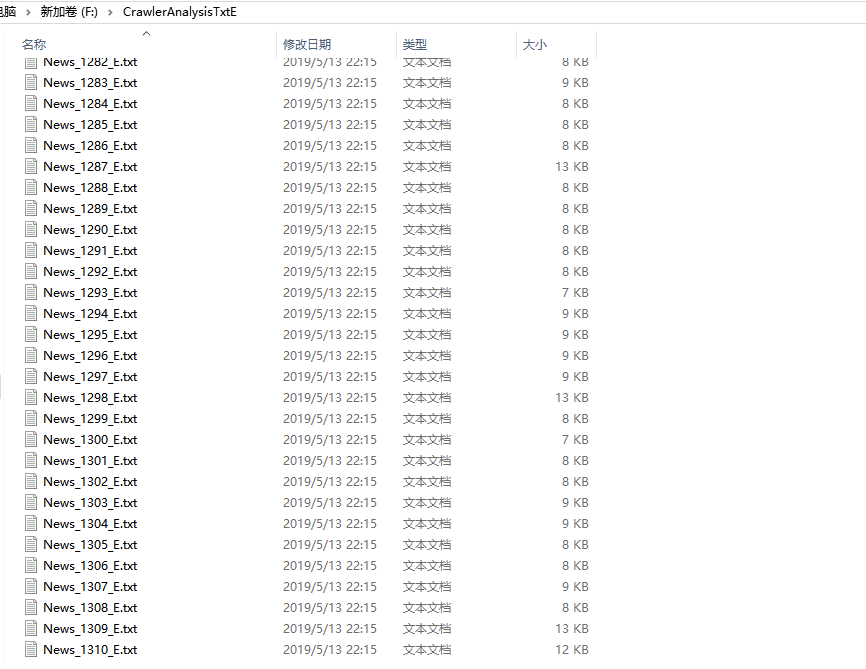 电脑 › 新加卷 (F:) › CrawlerAnalysisTxtE
名称 修改日期 类型 大小
News_1282_E.txt 2019/5/13 22:15 文本文档 8 KB
News_1283_E.txt 2019/5/13 22:15 文本文档 9 KB
News_1284_E.txt 2019/5/13 22:15 文本文档 8 KB
News_1285_E.txt 2019/5/13 22:15 文本文档 8 KB
News_1286_E.txt 2019/5/13 22:15 文本文档 8 KB
News_1287_E.txt 2019/5/13 22:15 文本文档 13 KB
News_1288_E.txt 2019/5/13 22:15 文本文档 8 KB
News_1289_E.txt 2019/5/13 22:15 文本文档 8 KB
News_1290_E.txt 2019/5/13 22:15 文本文档 8 KB
News_1291_E.txt 2019/5/13 22:15 文本文档 8 KB
News_1292_E.txt 2019/5/13 22:15 文本文档 8 KB
News_1293_E.txt 2019/5/13 22:15 文本文档 7 KB
News_1294_E.txt 2019/5/13 22:15 文本文档 9 KB
News_1295_E.txt 2019/5/13 22:15 文本文档 9 KB
News_1296_E.txt 2019/5/13 22:15 文本文档 9 KB
News_1297_E.txt 2019/5/13 22:15 文本文档 9 KB
News_1298_E.txt 2019/5/13 22:15 文本文档 13 KB
News_1299_E.txt 2019/5/13 22:15 文本文档 8 KB
News_1300_E.txt 2019/5/13 22:15 文本文档 7 KB
News_1301_E.txt 2019/5/13 22:15 文本文档 8 KB
News_1302_E.txt 2019/5/13 22:15 文本文档 8 KB
News_1303_E.txt 2019/5/13 22:15 文本文档 9 KB
News_1304_E.txt 2019/5/13 22:15 文本文档 9 KB
News_1305_E.txt 2019/5/13 22:15 文本文档 8 KB
News_1306_E.txt 2019/5/13 22:15 文本文档 8 KB
News_1307_E.txt 2019/5/13 22:15 文本文档 9 KB
News_1308_E.txt 2019/5/13 22:15 文本文档 8 KB
News_1309_E.txt 2019/5/13 22:15 文本文档 13 KB
News_1310_E.txt 2019/5/13 22:15 文本文档 12 KB